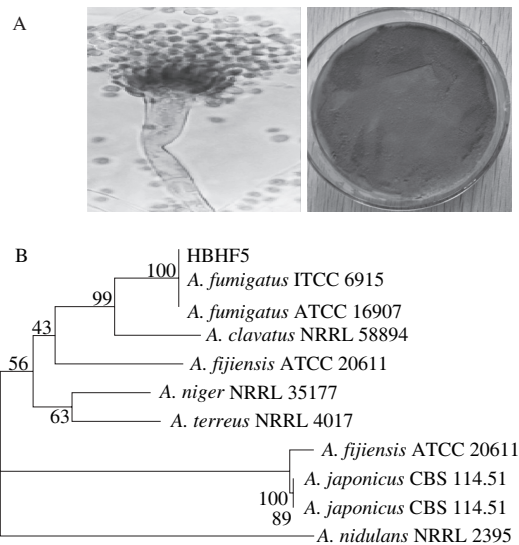 A
B
HBHF5
100
A. fumigatus ITCC 6915
99
A. fumigatus ATCC 16907
43
A. clavatus NRRL 58894
56
A. fijiensis ATCC 20611
A. niger NRRL 35177
63
A. terreus NRRL 4017
A. fijiensis ATCC 20611
A. japonicus CBS 114.51
100
A. japonicus CBS 114.51
89
A. nidulans NRRL 2395